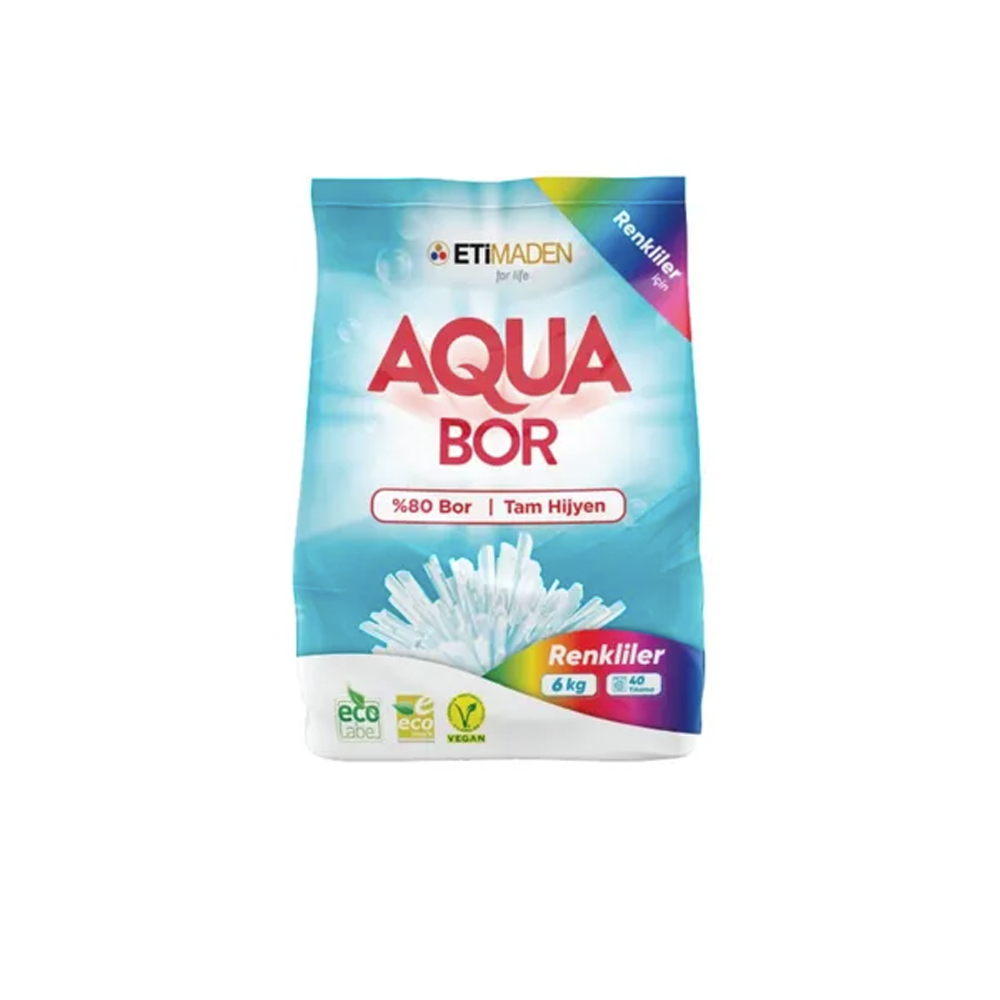 ETİMADEN
for life
Renkliler
için
AQUA
BOR
%80 Bor | Tam Hijyen
Renkliler
6 kg
40
Yıkama
eco
Label
e
eco
VEGAN